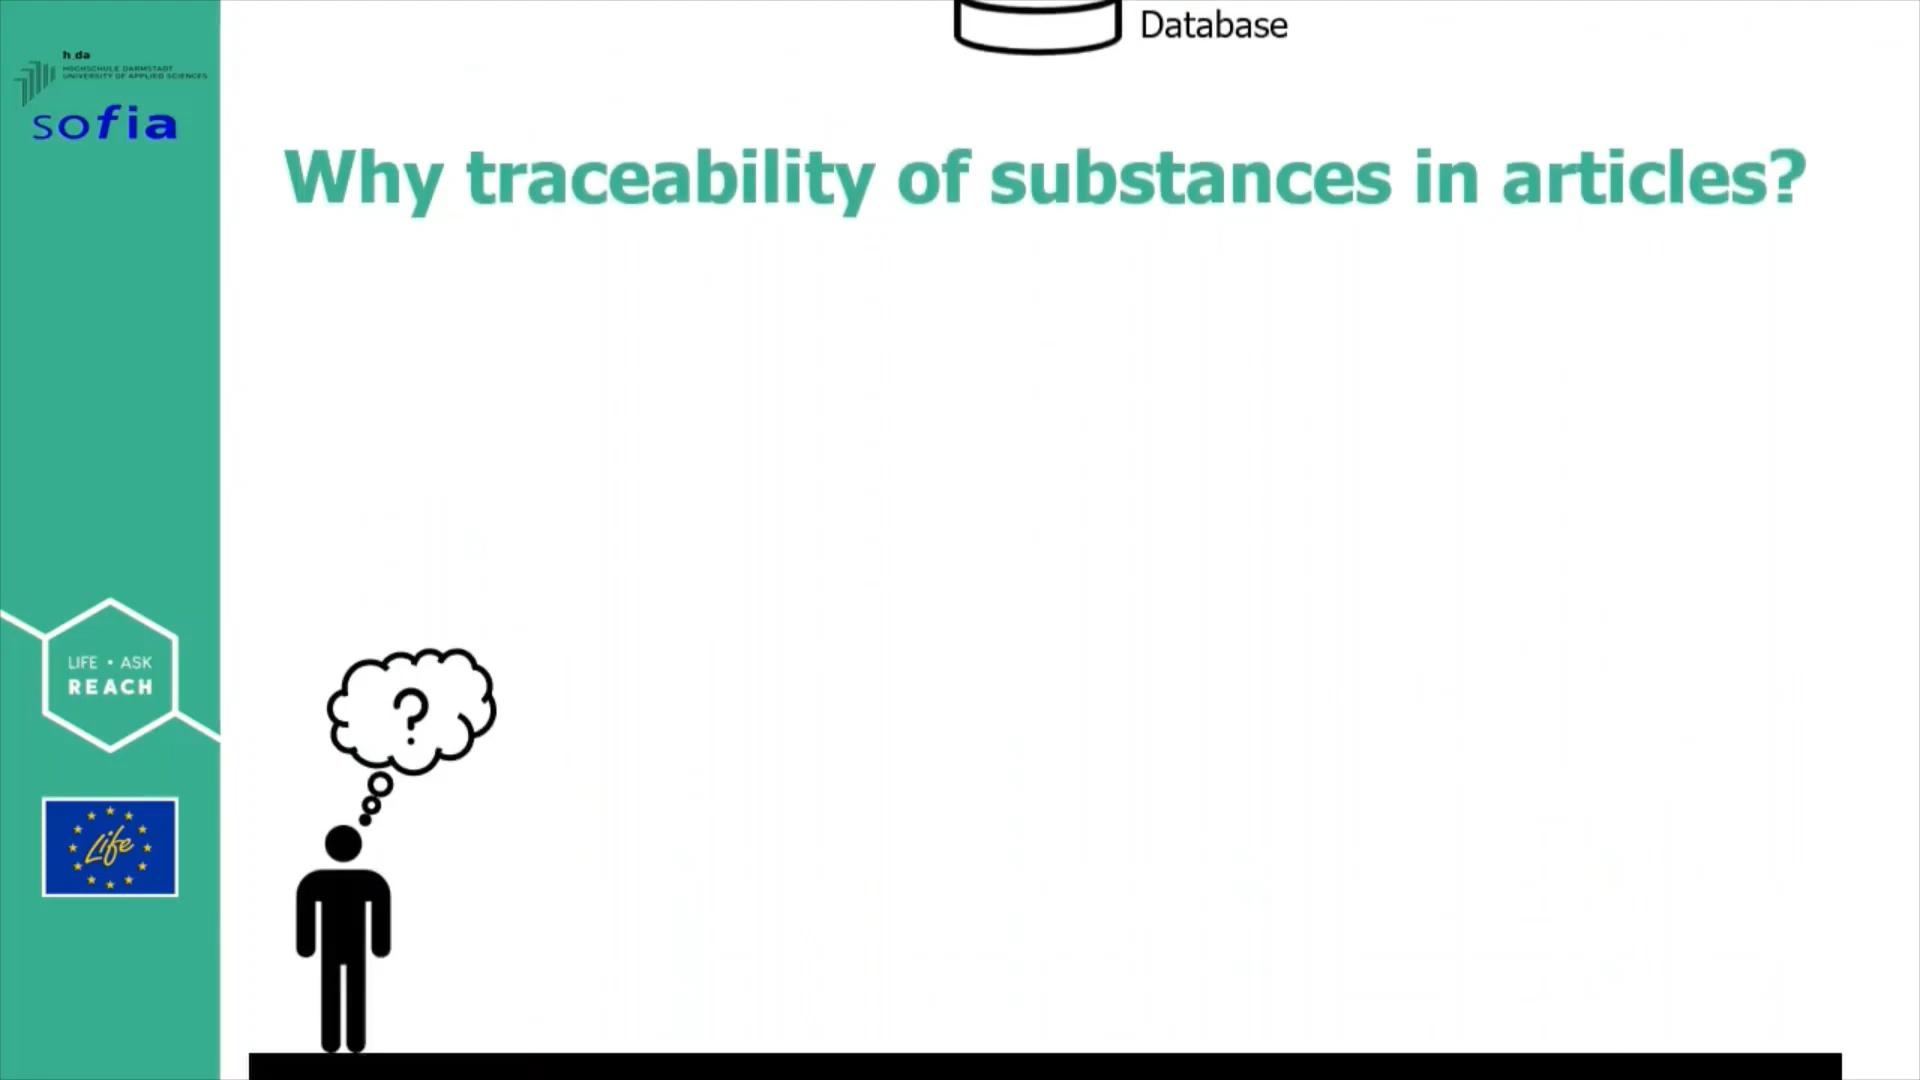 Database
h_da
HOCHSCHULE DARMSTADT
UNIVERSITY OF APPLIED SCIENCES
sofia
Why traceability of substances in articles?
?
LIFE • ASK
REACH
Life